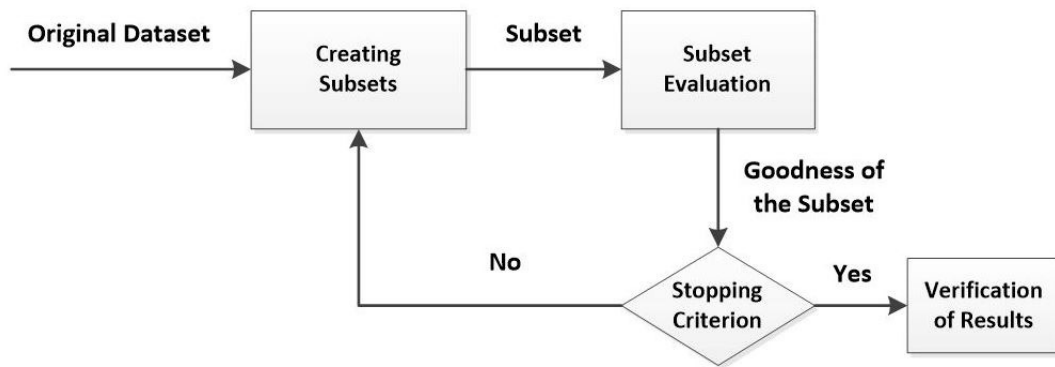 Original Dataset
Creating
Subsets
Subset
Subset
Evaluation
Goodness of
the Subset
No
Stopping
Criterion
Yes
Verification
of Results